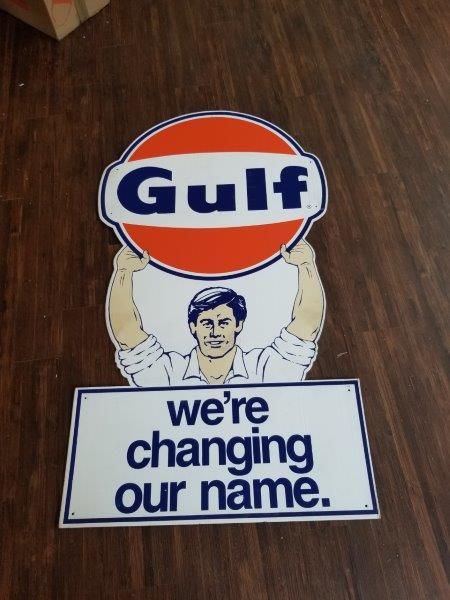 Gulf®
we're
changing
our name.